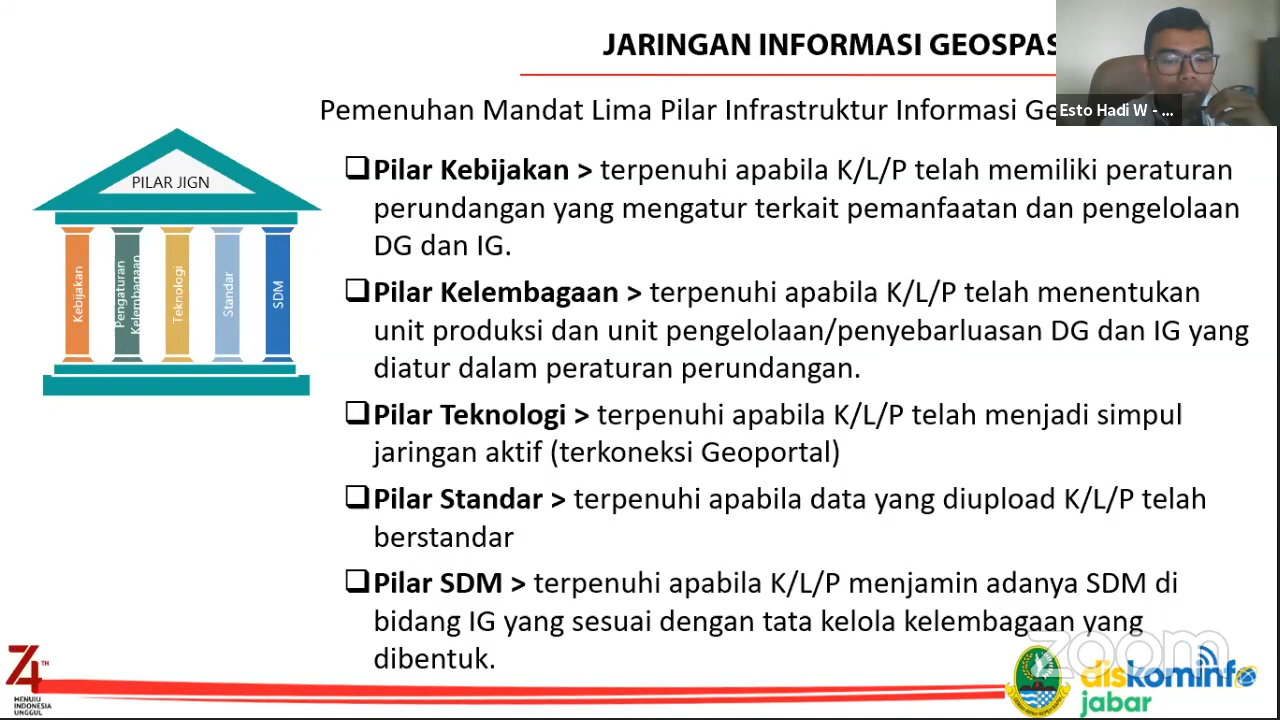 JARINGAN INFORMASI
Pemenuhan Mandat Lima Pilar Infrastruktur Informasi
Esto Hadi W - ...
PILAR JIGN
Kebijakan
Pengaturan
Kelembagaan
Teknologi
Standar
SDM
❑Pilar Kebijakan > terpenuhi apabila K/L/P telah memiliki peraturan
perundangan yang mengatur terkait pemanfaatan dan pengelolaan
DG dan IG.
❑Pilar Kelembagaan > terpenuhi apabila K/L/P telah menentukan
unit produksi dan unit pengelolaan/penyebarluasan DG dan IG yang
diatur dalam peraturan perundangan.
❑Pilar Teknologi > terpenuhi apabila K/L/P telah menjadi simpul
jaringan aktif (terkoneksi Geoportal)
❑Pilar Standar > terpenuhi apabila data yang diupload K/L/P telah
berstandar
❑Pilar SDM > terpenuhi apabila K/L/P menjamin adanya SDM di
bidang IG yang sesuai dengan tata kelola kelembagaan yang
dibentuk.
zoom
74TH
MENUJU
INDONESIA
UNGGUL
diskominfo
jabar